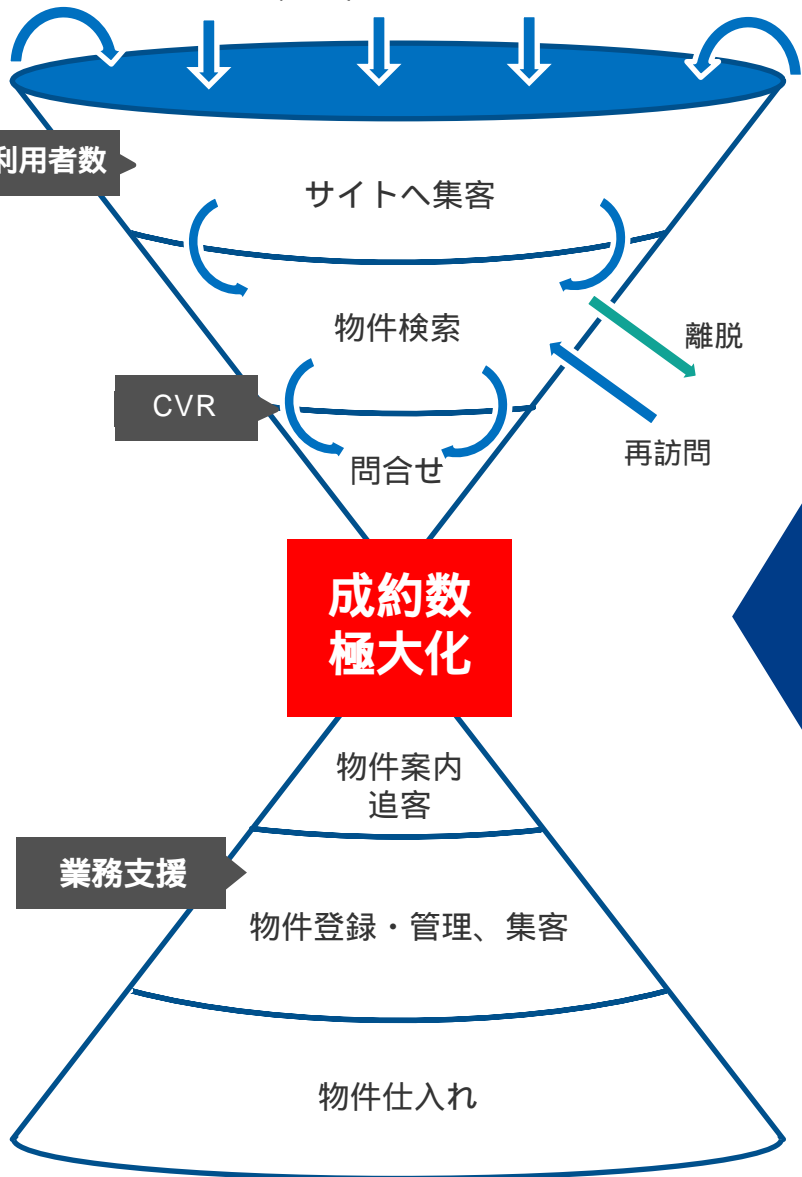 利用者数
サイトへ集客
物件検索
離脱
CVR
再訪問
問合せ
成約数
極大化
物件案内
追客
業務支援
物件登録・管理、集客
物件仕入れ